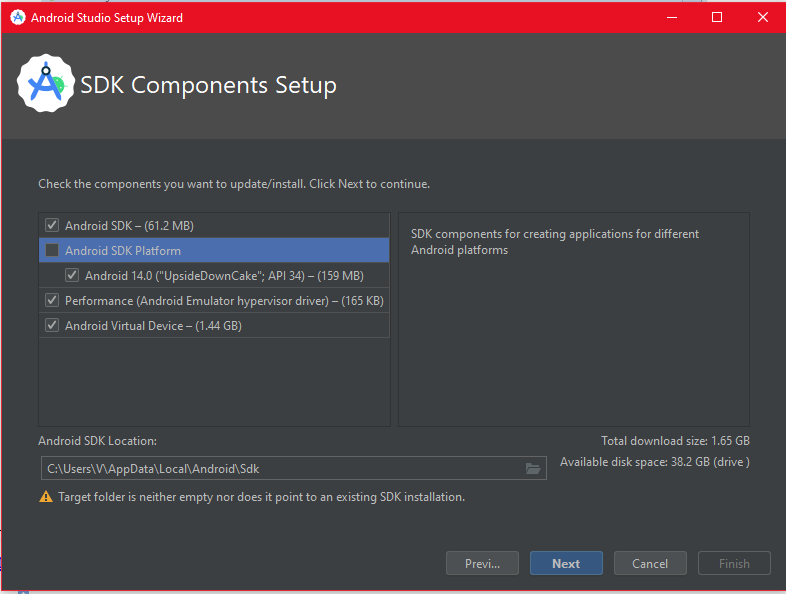 Android Studio Setup Wizard
SDK Components Setup
Check the components you want to update/install. Click Next to continue.
Android SDK – (61.2 MB)
Android SDK Platform
Android 14.0 ("UpsideDownCake"; API 34) – (159 MB)
Performance (Android Emulator hypervisor driver) – (165 KB)
Android Virtual Device – (1.44 GB)
SDK components for creating applications for different
Android platforms
Android SDK Location:
Total download size: 1.65 GB
C:\Users\V\AppData\Local\Android\Sdk
Available disk space: 38.2 GB (drive )
Target folder is neither empty nor does it point to an existing SDK installation.
Previ... Next Cancel Finish